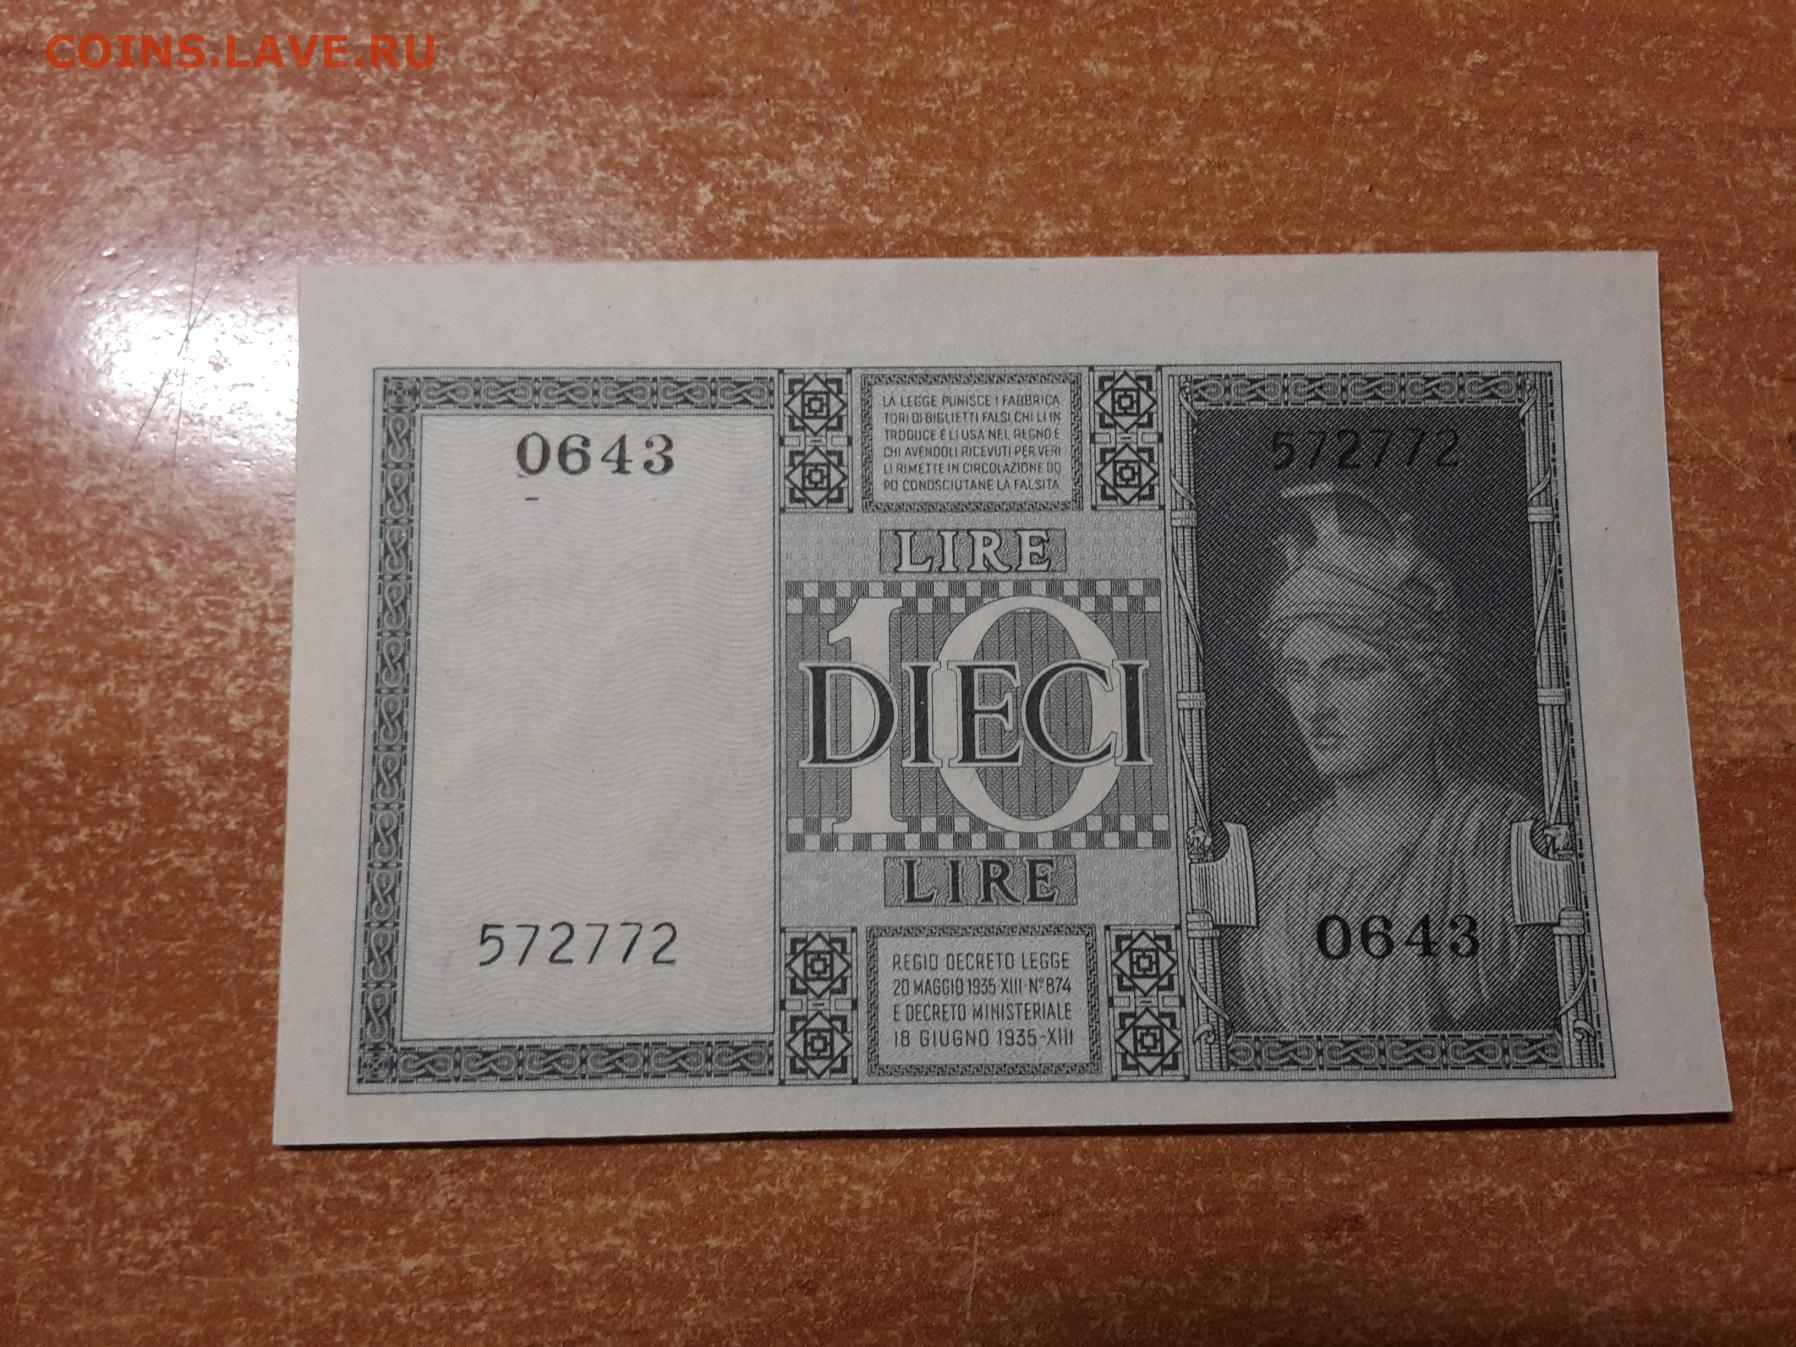 COINS.LAVE.RU
0643
572772
LA LEGGE PUNISCE I FABBRICA
TORI DI BIGLIETTI FALSI CHI LI IN
TRODUCE E LI USA NEL REGNO E
CHI AVENDOLI RICEVUTI PER VERI
LI RIMETTE IN CIRCOLAZIONE DO
PO CONOSCIUTANE LA FALSITA
LIRE
10
DIECI
LIRE
REGIO DECRETO LEGGE
20 MAGGIO 1935·XIII·Nº 874
E DECRETO MINISTERIALE
18 GIUGNO 1935-XIII
572772
0643